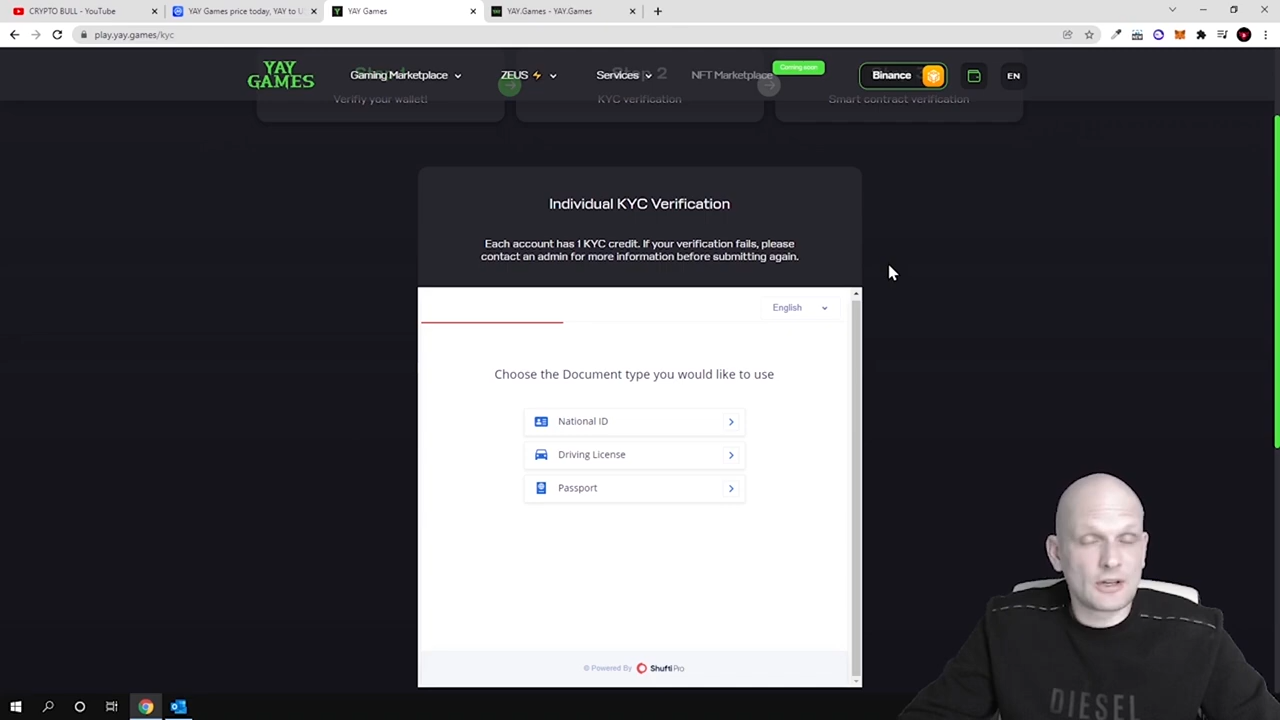 CRYPTO BULL - YouTube
YAY Games price today, YAY to U
YAY Games
YAY.Games - YAY.Games
play.yay.games/kyc
YAY
GAMES
Gaming Marketplace
ZEUS
Services
NFT Marketplace
Coming soon
Binance
EN
Step 2
Verifiy your wallet!
KYC verification
Smart contract verification
Individual KYC Verification
Each account has 1 KYC credit. If your verification fails, please
contact an admin for more information before submitting again.
English
Choose the Document type you would like to use
National ID
Driving License
Passport
© Powered By Shufti Pro
DIESEL